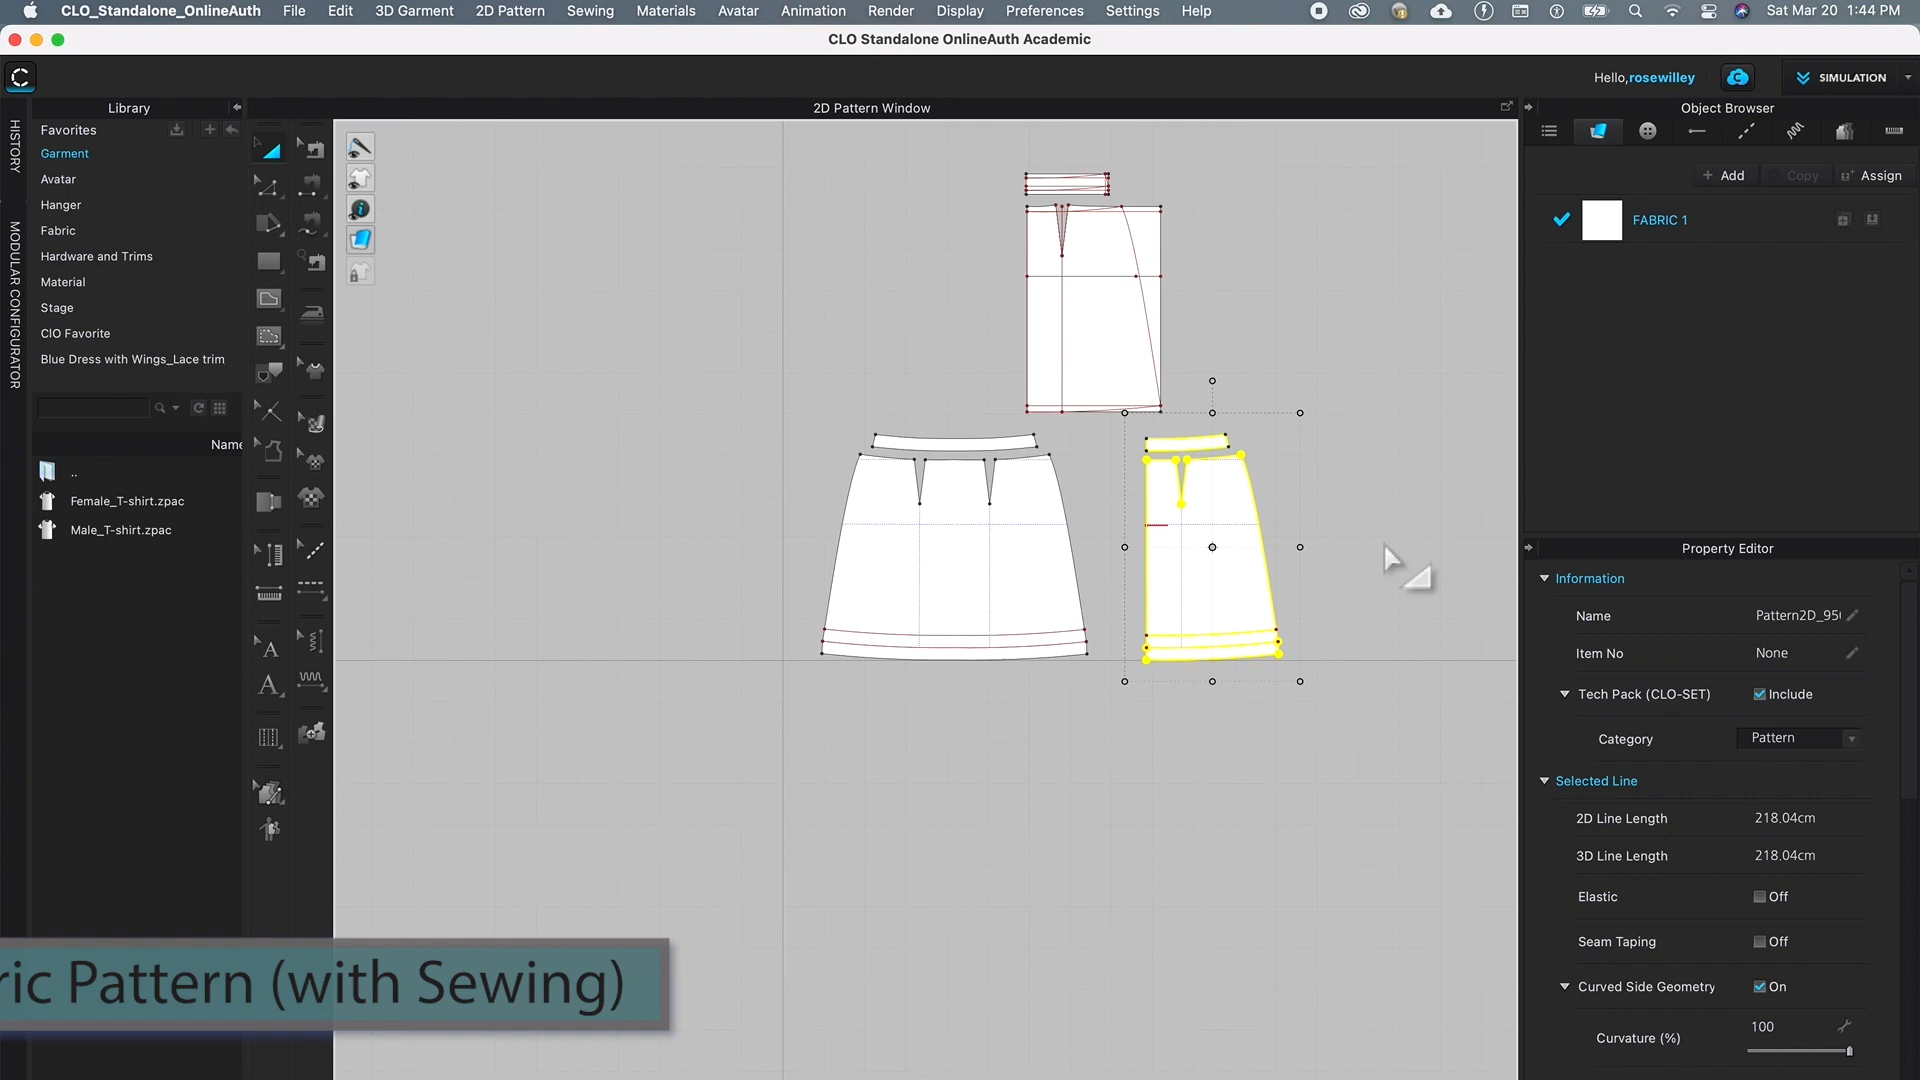 CLO_Standalone_OnlineAuth File Edit 3D Garment 2D Pattern Sewing Materials Avatar Animation Render Display Preferences Settings Help Sat Mar 20 1:44 PM
CLO Standalone OnlineAuth Academic
Hello,rosewilley
SIMULATION
HISTORY
MODULAR CONFIGURATOR
Library
Favorites
Garment
Avatar
Hanger
Fabric
Hardware and Trims
Material
Stage
ClO Favorite
Blue Dress with Wings_Lace trim
Name
..
Female_T-shirt.zpac
Male_T-shirt.zpac
2D Pattern Window
Object Browser
+ Add Copy Assign
FABRIC 1
Property Editor
Information
Name Pattern2D_95
Item No None
Tech Pack (CLO-SET) Include
Category Pattern
Selected Line
2D Line Length 218.04cm
3D Line Length 218.04cm
Elastic Off
Seam Taping Off
Curved Side Geometry On
Curvature (%) 100
ric Pattern (with Sewing)